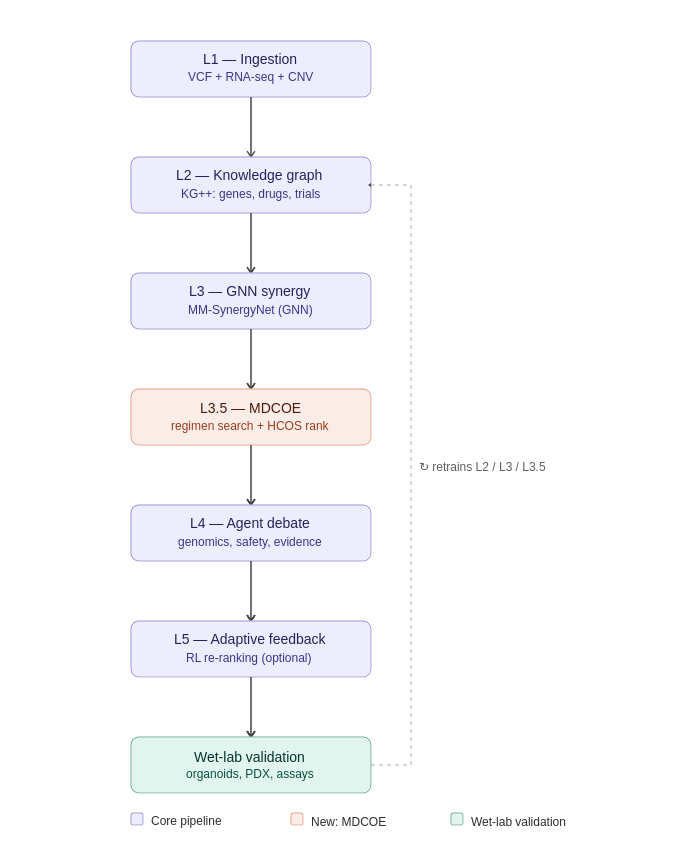 L1 — Ingestion
VCF + RNA-seq + CNV
L2 — Knowledge graph
KG++: genes, drugs, trials
L3 — GNN synergy
MM-SynergyNet (GNN)
L3.5 — MDCOE
regimen search + HCOS rank
↻ retrains L2 / L3 / L3.5
L4 — Agent debate
genomics, safety, evidence
L5 — Adaptive feedback
RL re-ranking (optional)
Wet-lab validation
organoids, PDX, assays
Core pipeline
New: MDCOE
Wet-lab validation